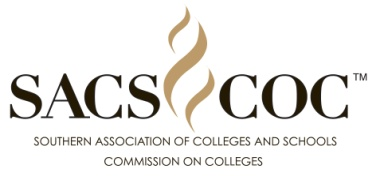 SACS COC™
SOUTHERN ASSOCIATION OF COLLEGES AND SCHOOLS
COMMISSION ON COLLEGES